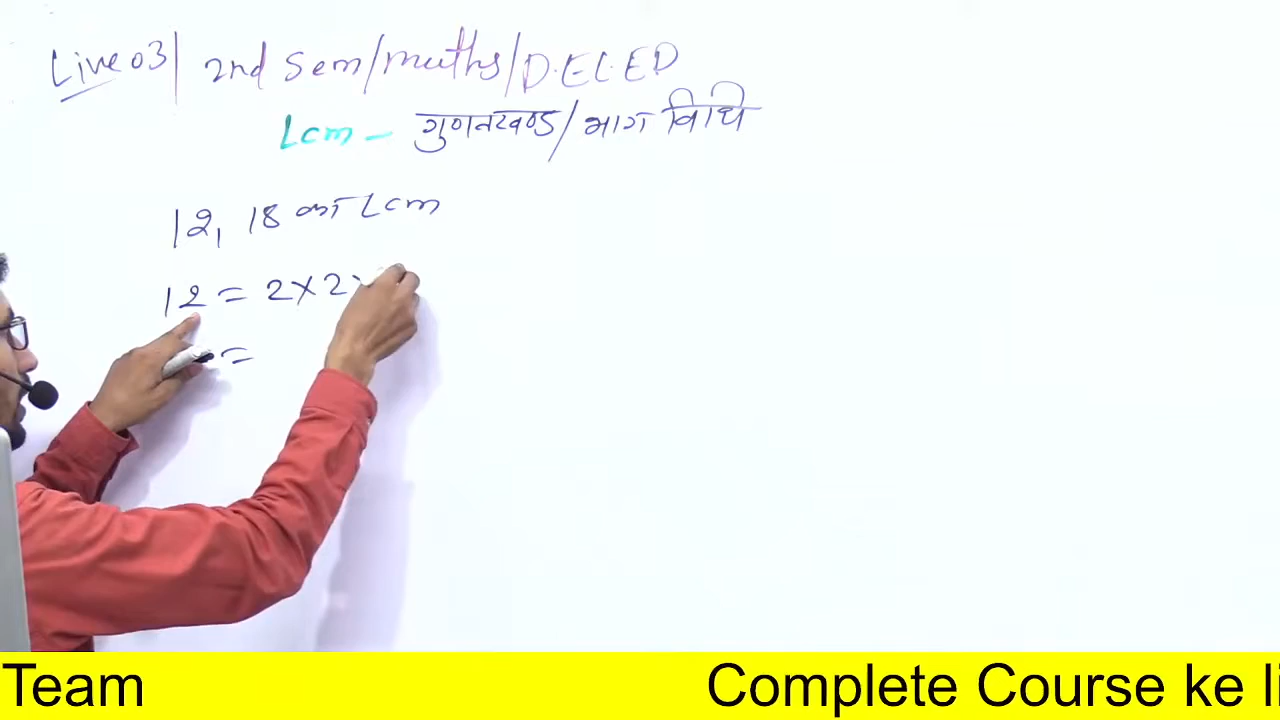 Live 03| 2nd Sem/maths/D.EL.ED
Lcm - गुणनखण्ड/भाग विधि
12, 18 का Lcm
12 = 2×2×
=
Team Complete Course ke li